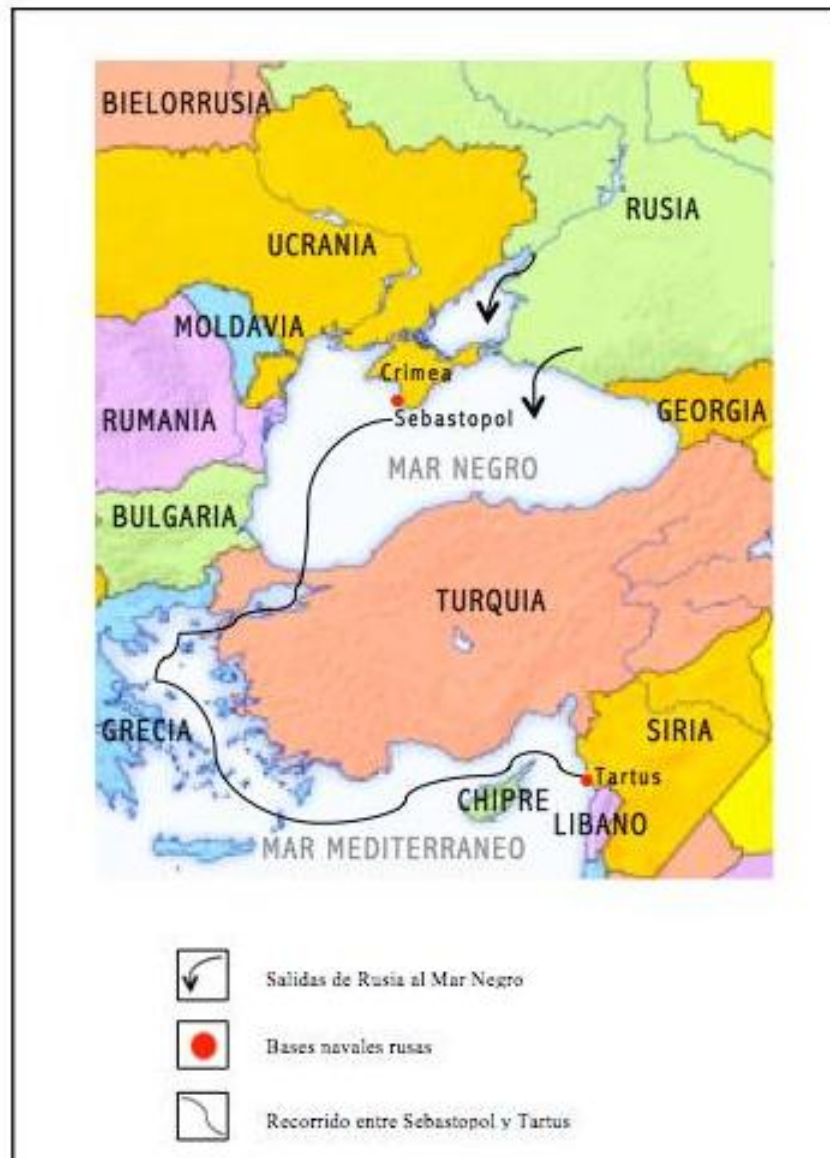 BIELORRUSIA
RUSIA
UCRANIA
MOLDAVIA
Crimea
RUMANIA
Sebastopol
GEORGIA
MAR NEGRO
BULGARIA
TURQUIA
GRECIA
SIRIA
Tartus
CHIPRE
LIBANO
MAR MEDITERRANEO
Salidas de Rusia al Mar Negro
Bases navales rusas
Recorrido entre Sebastopol y Tartus